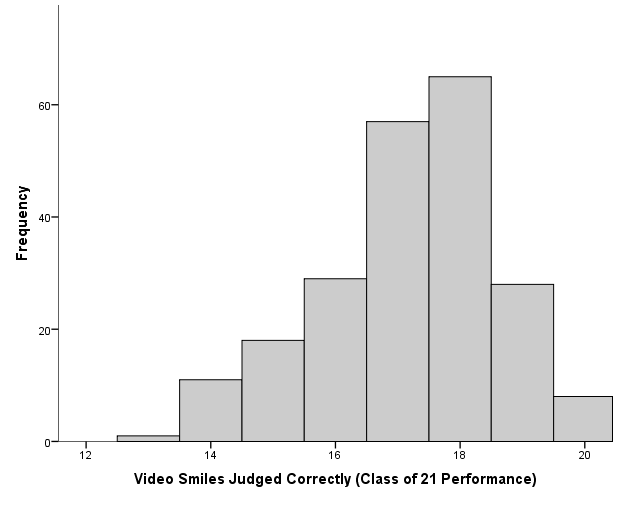 60
40
20
0
12 14 16 18 20
Frequency
Video Smiles Judged Correctly (Class of 21 Performance)